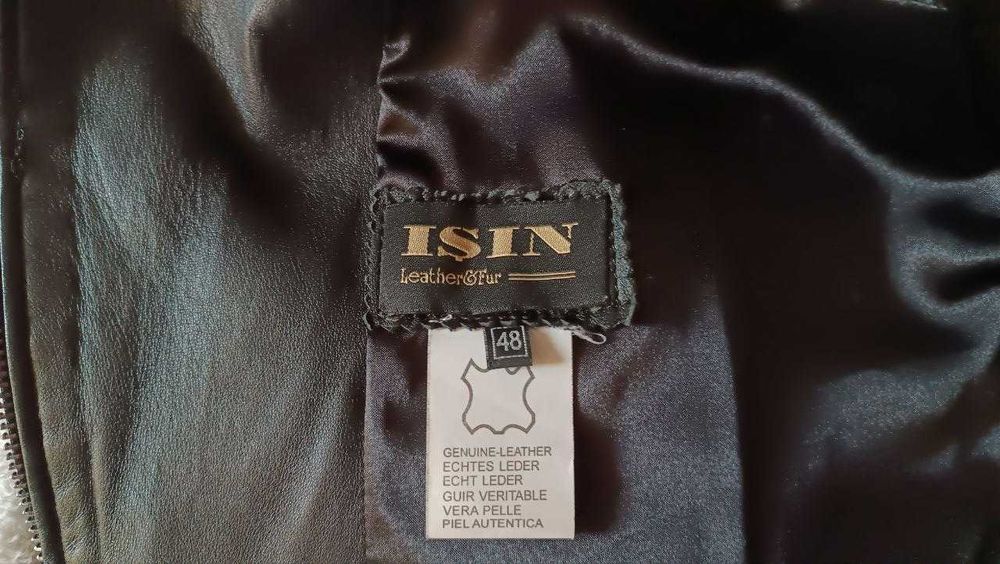 IŞIN
Leather&Fur
48
GENUINE-LEATHER
ECHTES LEDER
ECHT LEDER
GUIR VERITABLE
VERA PELLE
PIEL AUTENTICA